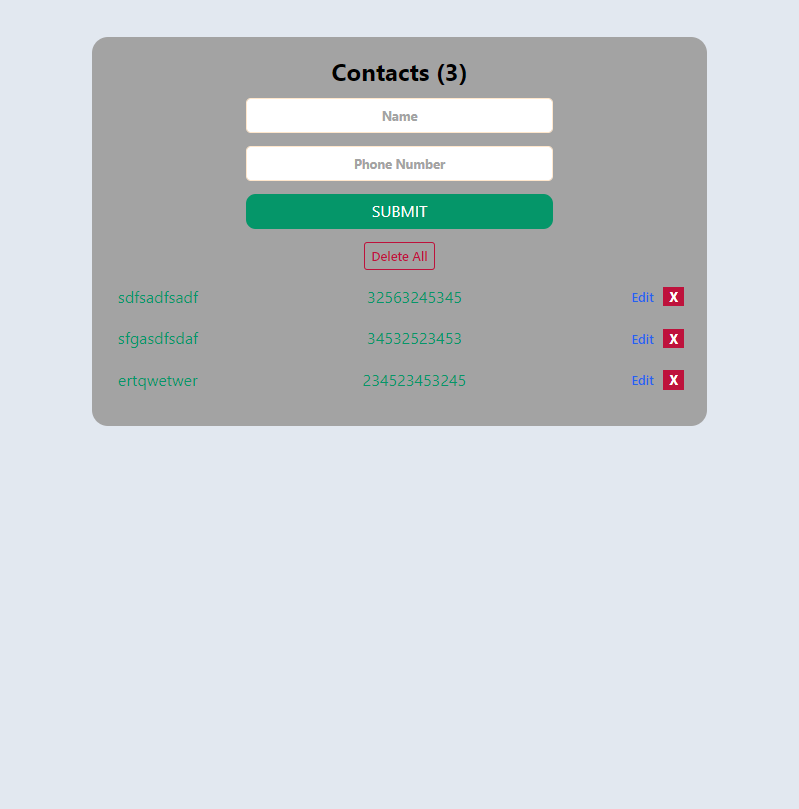 Contacts (3)
Name
Phone Number
SUBMIT
Delete All
sdfsadfsadf 32563245345 Edit X
sfgasdfsdaf 34532523453 Edit X
ertqwetwer 234523453245 Edit X